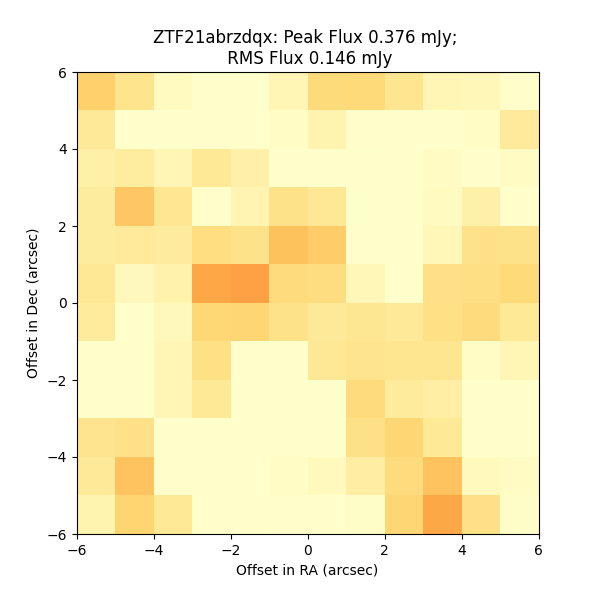 ZTF21abrzdqx: Peak Flux 0.376 mJy;
RMS Flux 0.146 mJy
6
4
2
0
−2
−4
−6
Offset in Dec (arcsec)
−6 −4 −2 0 2 4 6
Offset in RA (arcsec)